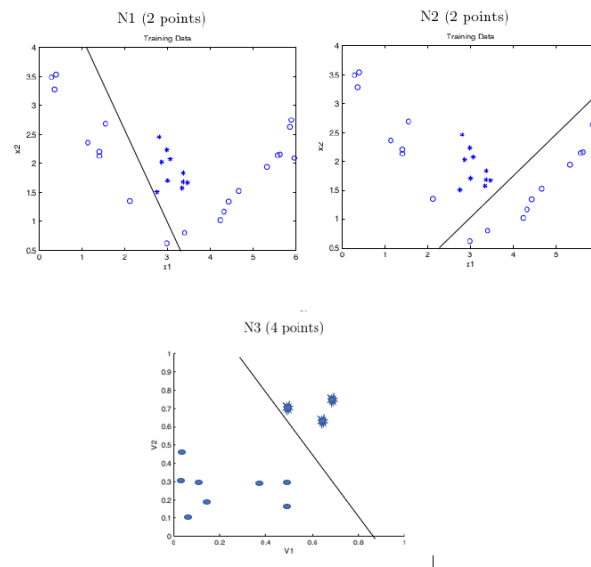 N1 (2 points)
Training Data
4
3.5
3
2.5
2
1.5
1
0.5
x2
0 1 2 3 4 5 6
x1
N2 (2 points)
Training Data
4
3.5
3
2.5
2
1.5
1
0.5
x2
0 1 2 3 4 5
x1
N3 (4 points)
1
0.9
0.8
0.7
0.6
0.5
0.4
0.3
0.2
0.1
0
V2
0 0.2 0.4 0.6 0.8 1
V1